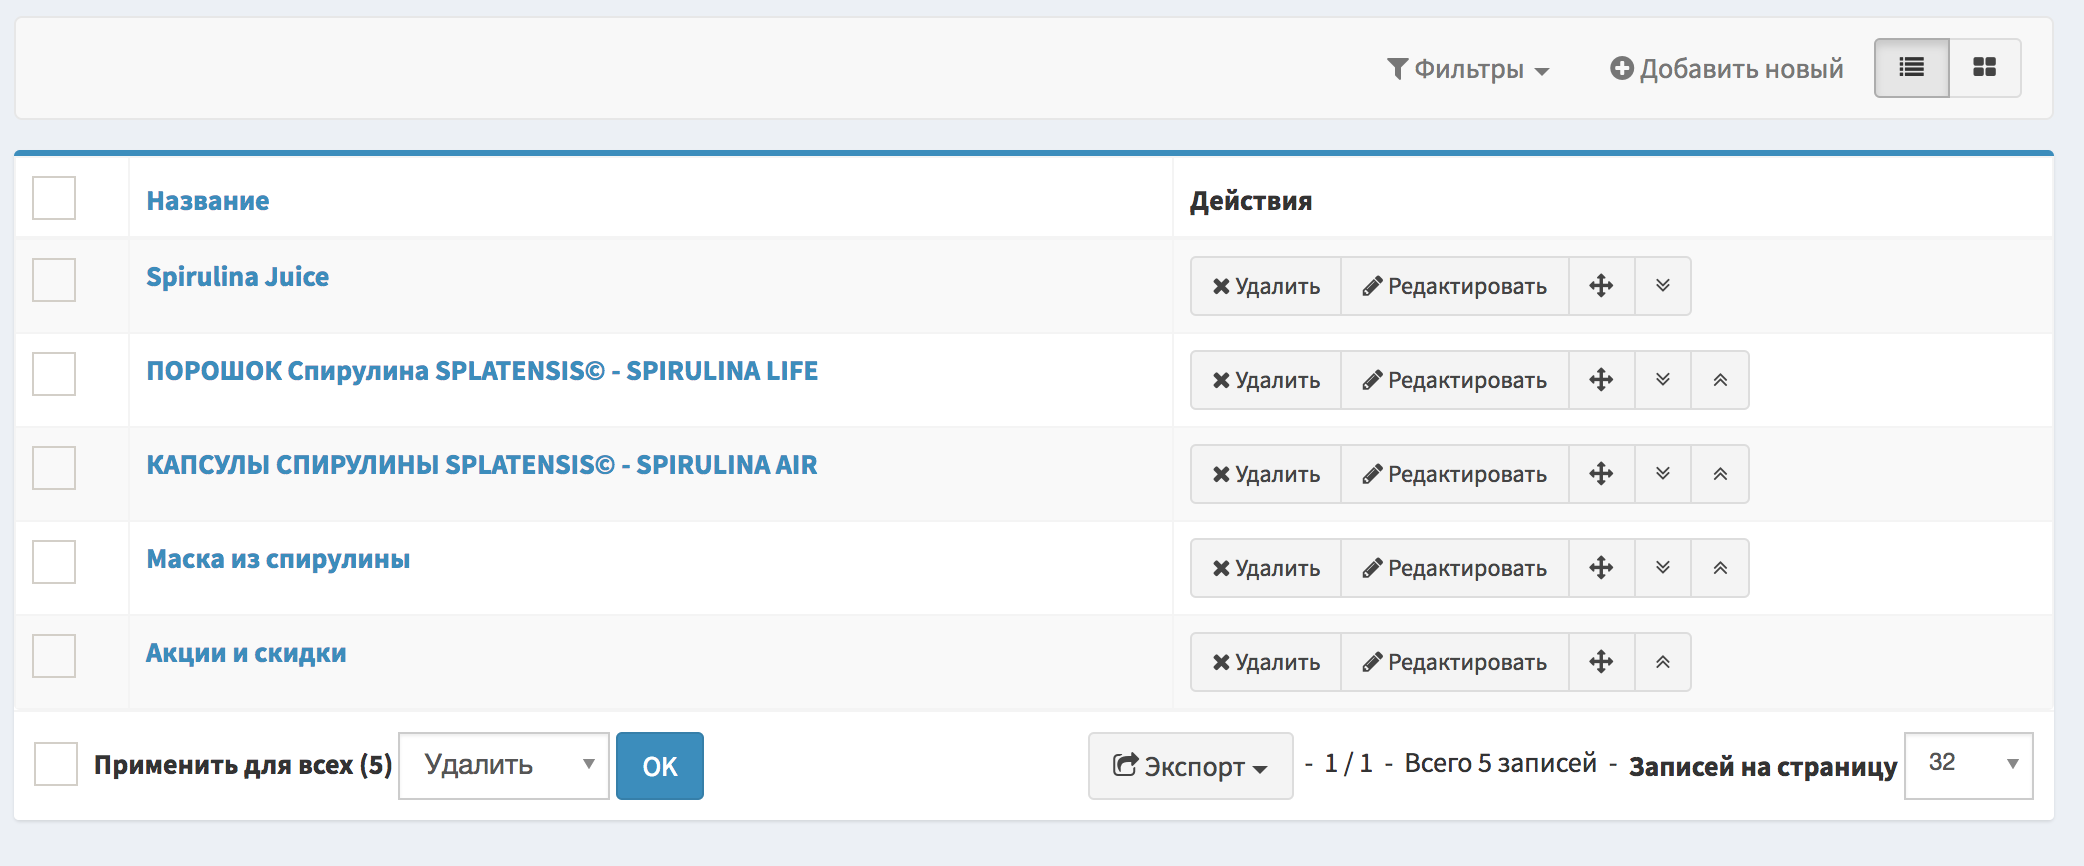 Фильтры Добавить новый
Название Действия
Spirulina Juice Удалить Редактировать
ПОРОШОК Спирулина SPLATENSIS© - SPIRULINA LIFE Удалить Редактировать
КАПСУЛЫ СПИРУЛИНЫ SPLATENSIS© - SPIRULINA AIR Удалить Редактировать
Маска из спирулины Удалить Редактировать
Акции и скидки Удалить Редактировать
Применить для всех (5) Удалить OK Экспорт - 1 / 1 - Всего 5 записей - Записей на страницу 32